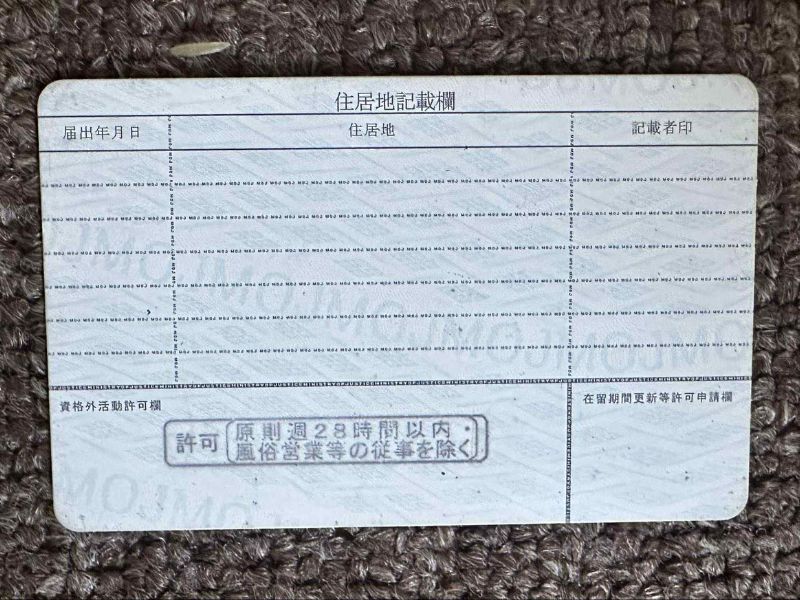 住居地記載欄
届出年月日 住居地 記載者印
資格外活動許可欄
許可
原則週28時間以内・
風俗営業等の従事を除く
在留期間更新等許可申請欄